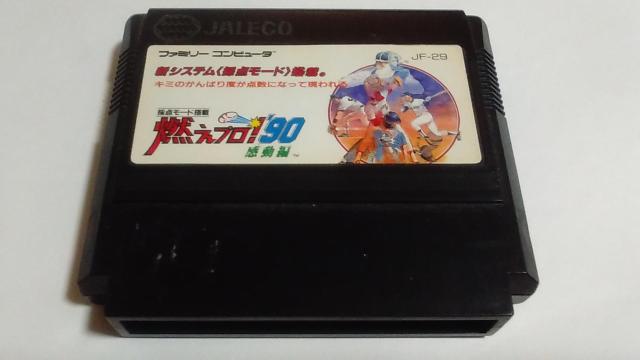 JALECO
ファミリー コンピュータ
JF-29
新システム〈採点モード〉搭載。
キミのがんばり度が点数になって現われる
採点モード搭載
燃えプロ!'90
感動編
TM